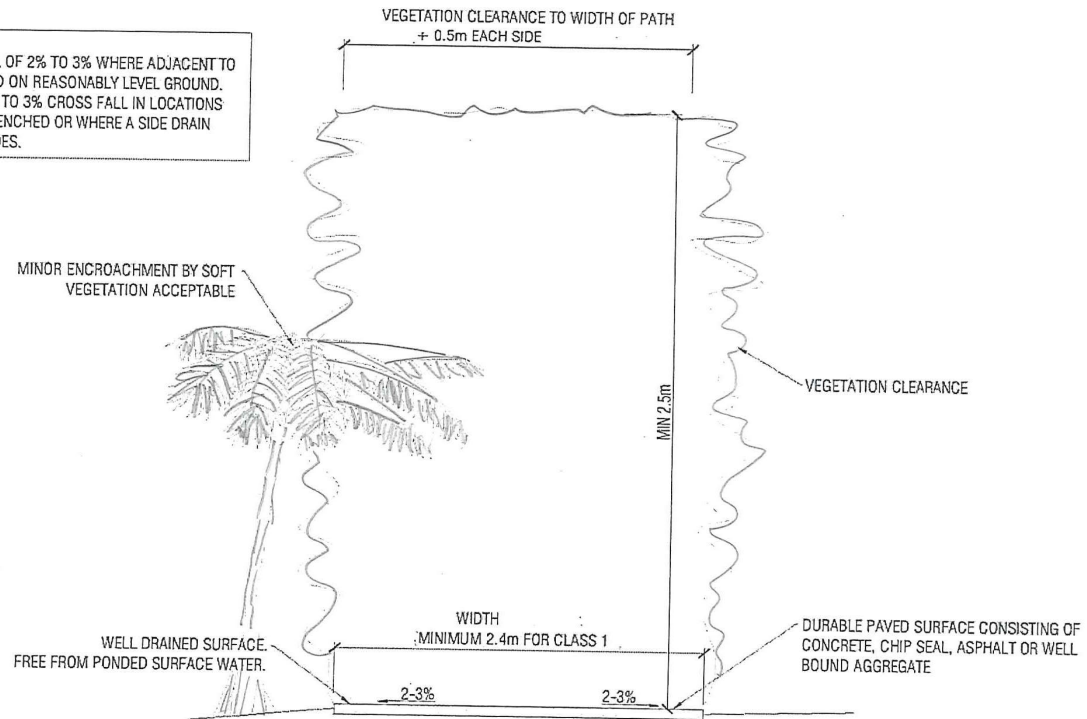 VEGETATION CLEARANCE TO WIDTH OF PATH
+ 0.5m EACH SIDE
OF 2% TO 3% WHERE ADJACENT TO
ON REASONABLY LEVEL GROUND.
TO 3% CROSS FALL IN LOCATIONS
OR WHERE A SIDE DRAIN
MINOR ENCROACHMENT BY SOFT
VEGETATION ACCEPTABLE
MIN 2.5m
VEGETATION CLEARANCE
WIDTH
MINIMUM 2.4m FOR CLASS 1
WELL DRAINED SURFACE.
FREE FROM PONDED SURFACE WATER.
2-3%
2-3%
DURABLE PAVED SURFACE CONSISTING OF
CONCRETE, CHIP SEAL, ASPHALT OR WELL
BOUND AGGREGATE